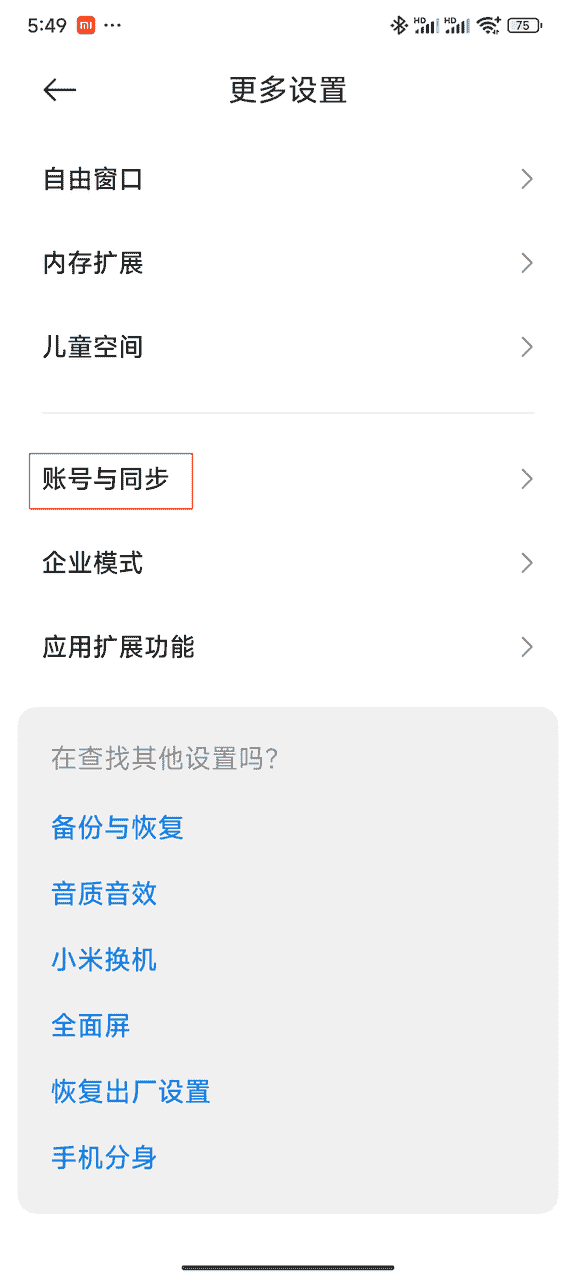 5:49 mi ... HD HD 75
更多设置
自由窗口
内存扩展
儿童空间
账号与同步
企业模式
应用扩展功能
在查找其他设置吗?
备份与恢复
音质音效
小米换机
全面屏
恢复出厂设置
手机分身